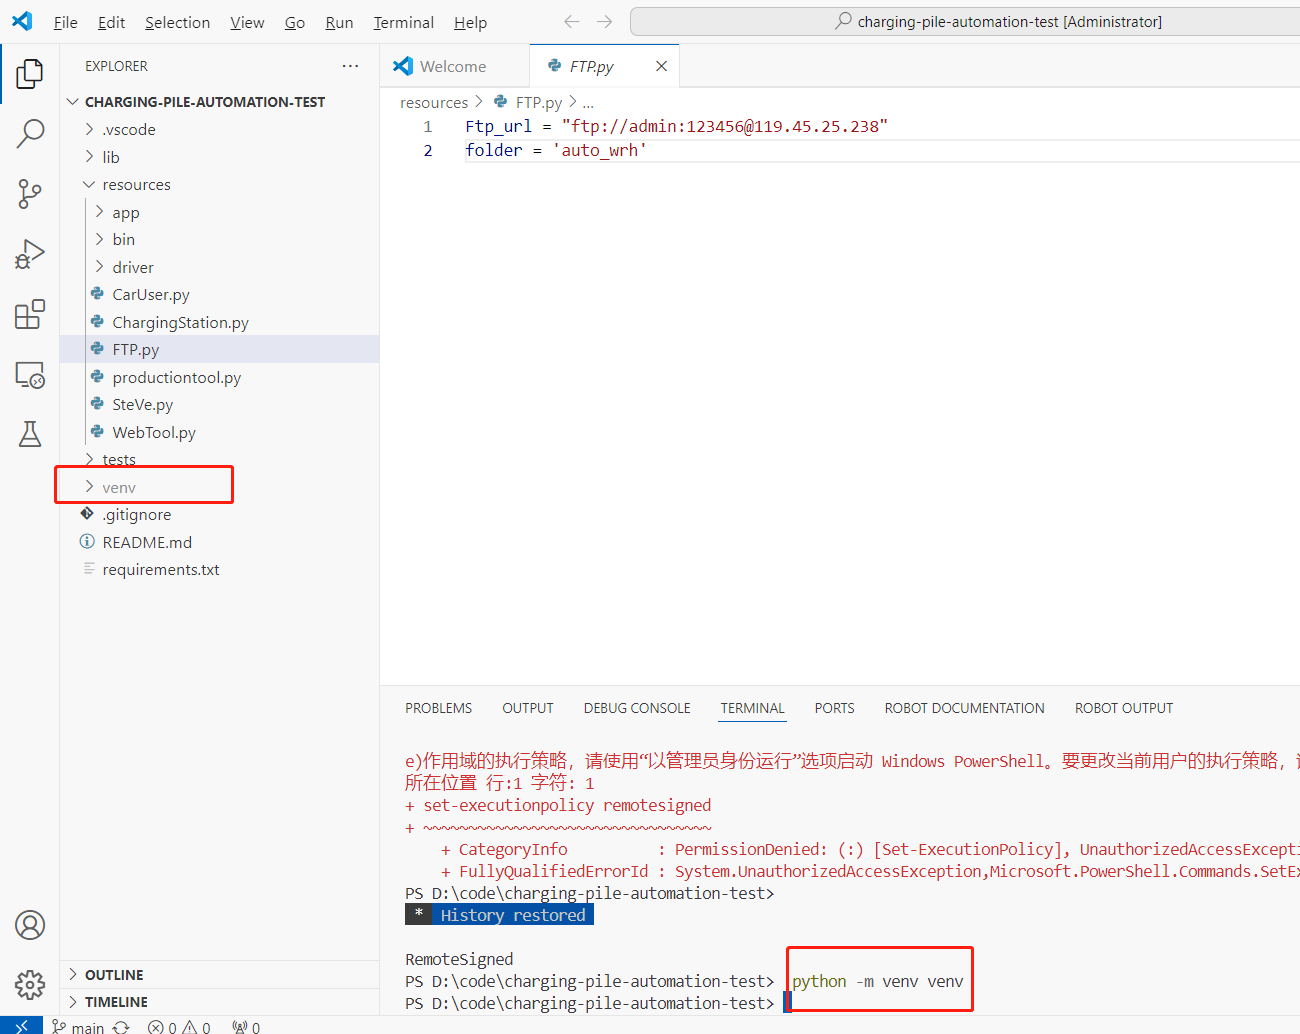 File Edit Selection View Go Run Terminal Help
charging-pile-automation-test [Administrator]
EXPLORER
CHARGING-PILE-AUTOMATION-TEST
.vscode
lib
resources
app
bin
driver
CarUser.py
ChargingStation.py
FTP.py
productiontool.py
SteVe.py
WebTool.py
tests
venv
.gitignore
README.md
requirements.txt
OUTLINE
TIMELINE
Welcome
FTP.py
resources > FTP.py > ...
1 Ftp_url = "ftp://admin:123456@119.45.25.238"
2 folder = 'auto_wrh'
PROBLEMS OUTPUT DEBUG CONSOLE TERMINAL PORTS ROBOT DOCUMENTATION ROBOT OUTPUT
e)作用域的执行策略，请使用“以管理员身份运行”选项启动 Windows PowerShell。要更改当前用户的执行策略，
所在位置 行:1 字符: 1
+ set-executionpolicy remotesigned
+ ~~~~~~~~~~~~~~~~~~~~~~~~~~~~~~~~
+ CategoryInfo : PermissionDenied: (:) [Set-ExecutionPolicy], UnauthorizedAccessExcepti
+ FullyQualifiedErrorId : System.UnauthorizedAccessException,Microsoft.PowerShell.Commands.SetEx
PS D:\code\charging-pile-automation-test>
* History restored
RemoteSigned
PS D:\code\charging-pile-automation-test> python -m venv venv
PS D:\code\charging-pile-automation-test>
main 0 0 0